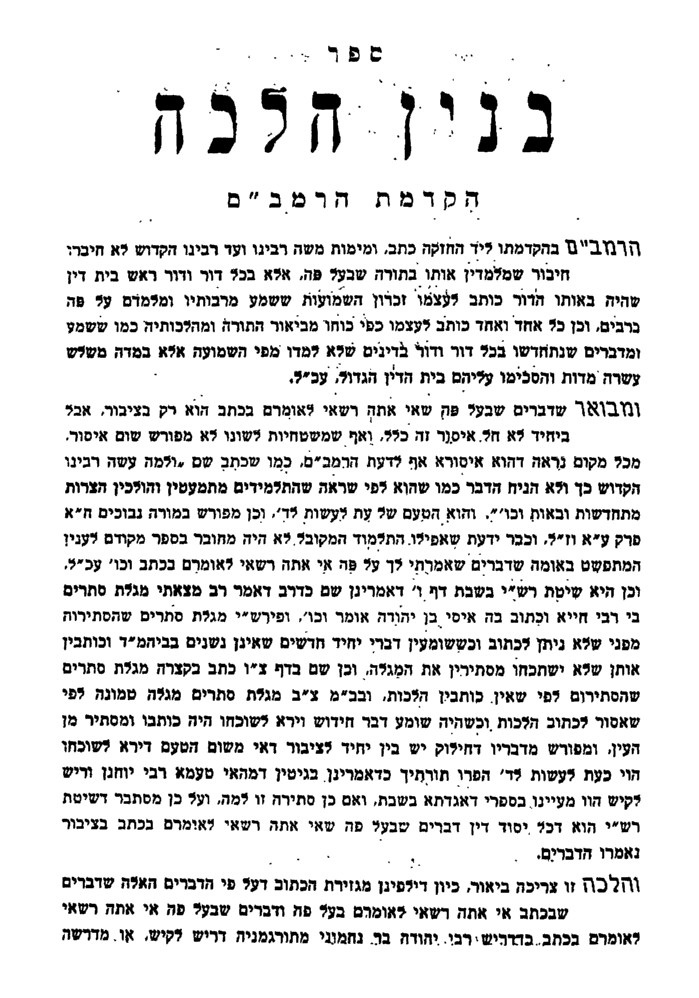 ספר
בנין הלכה
הקדמת הרמב"ם
הרמב"ם בהקדמתו ליד החזקה כתב, ומימות משה רבינו ועד רבינו הקדוש לא חיברו
חיבור שמלמדין אותו בתורה שבעל פה, אלא בכל דור ודור ראש בית דין
שהיה באותו הדור כותב לעצמו זכרון השמועות ששמע מרבותיו ומלמדם על פה
ברבים, וכן כל אחד ואחד כותב לעצמו כפי כוחו מביאור התורה ומהלכותיה כמו ששמע
ומדברים שנתחדשו בכל דור ודור בדינים שלא למדו מפי השמועה אלא במדה משלש
עשרה מדות והסכימו עליהם בית הדין הגדול, עכ"ל.
ומבואר שדברים שבעל פה שאי אתה רשאי לאומרם בכתב הוא רק בציבור, אבל
ביחיד לא חל איסור זה כלל, ואף שמשטחיות לשונו לא מפורש שום איסור,
מכל מקום נראה דהוא איסורא אף לדעת הרמב"ם, כמו שכתב שם "ולמה עשה רבינו
הקדוש כך ולא הניח הדבר כמו שהוא לפי שראה שהתלמידים מתמעטין והולכין הצרות
מתחדשות ובאות וכו'". והוא הטעם של עת לעשות לד', וכן מפורש במורה נבוכים ח"א
פרק ע"א וז"ל, וכבר ידעת שאפילו התלמוד המקובל לא היה מחובר בספר מקודם לענין
המתפשט באומה שדברים שאמרתי לך על פה אי אתה רשאי לאומרם בכתב וכו' עכ"ל,
וכן היא שיטת רש"י בשבת דף ו' דאמרינן שם כדרב דאמר רב מצאתי מגלת סתרים
בי רבי חייא וכתוב בה איסי בן יהודה אומר וכו', ופירש"י מגלת סתרים שהסתירוה
מפני שלא ניתן לכתוב וכששומעין דברי יחיד חדשים שאינן נשנים בביהמ"ד וכותבין
אותן שלא ישתכחו מסתירין את המגלה, וכן שם בדף צ"ו כתב בקצרה מגלת סתרים
שהסתירום לפי שאין כותבין הלכות, ובב"מ צ"ב מגלת סתרים מגלה טמונה לפי
שאסור לכתוב הלכות וכשהיה שומע דבר חידוש וירא לשוכחו היה כותבו ומסתיר מן
העין, ומפורש מדבריו דחילוק יש בין יחיד לציבור דאי משום הטעם דירא לשוכחו
הוי כעת לעשות לד' הפרו תורתיך כדאמרינן בגיטין דמהאי טעמא רבי יוחנן וריש
לקיש הוו מעיינו בספרי דאגדתא בשבת, ואם כן סתירה זו למה, ועל כן מסתבר דשיטת
רש"י הוא דכל יסוד דין דברים שבעל פה שאי אתה רשאי לאומרם בכתב בציבור
נאמרו הדברים.
והלכה זו צריכה ביאור, כיון דילפינן מגזירת הכתוב דעל פי הדברים האלה שדברים
שבכתב אי אתה רשאי לאומרם בעל פה ודברים שבעל פה אי אתה רשאי
לאומרם בכתב בדדריש רבי יהודה בר נחמוני מתורגמניה דריש לקיש, או מדרשה